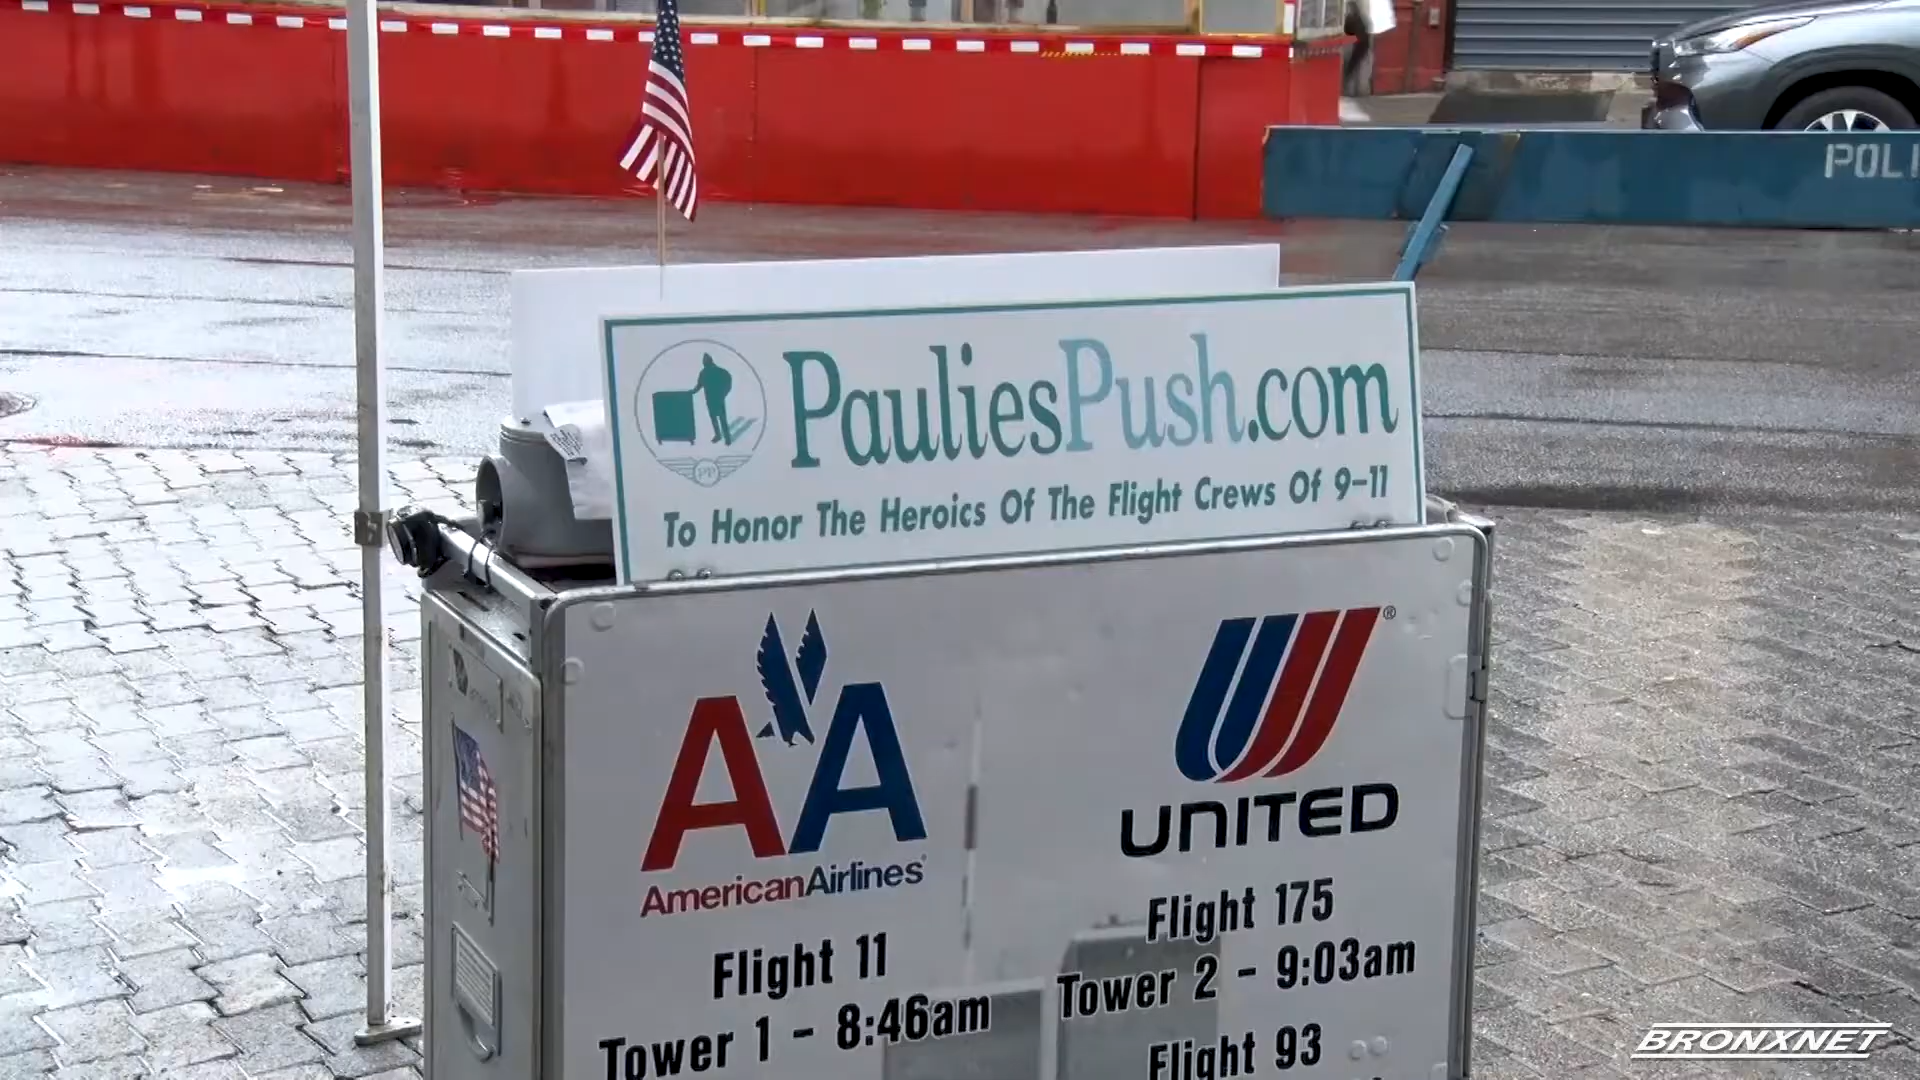 POLI
PauliesPush.com
PP
To Honor The Heroics Of The Flight Crews Of 9-11
AA
AmericanAirlines
Flight 11
Tower 1 - 8:46am
UNITED
Flight 175
Tower 2 - 9:03am
Flight 93
BRONXNET